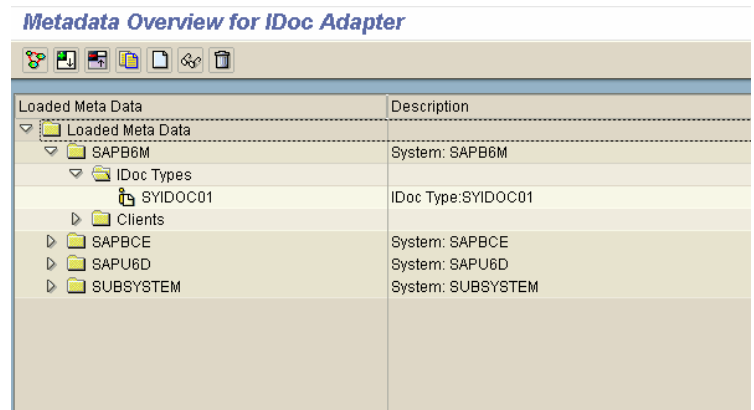 Metadata Overview for IDoc Adapter
Loaded Meta Data Description
Loaded Meta Data
SAPB6M System: SAPB6M
IDoc Types
SYIDOC01 IDoc Type:SYIDOC01
Clients
SAPBCE System: SAPBCE
SAPU6D System: SAPU6D
SUBSYSTEM System: SUBSYSTEM